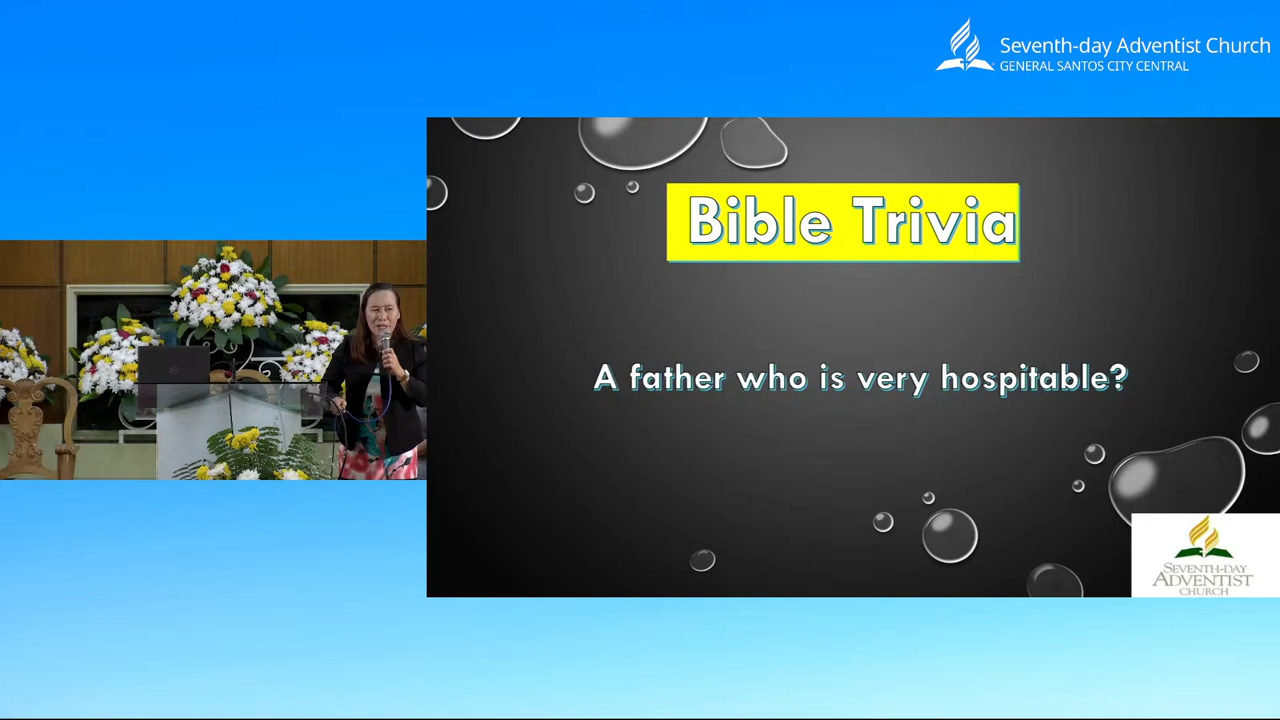 Seventh-day Adventist Church
GENERAL SANTOS CITY CENTRAL
Bible Trivia
A father who is very hospitable?
SEVENTH-DAY
ADVENTIST
CHURCH